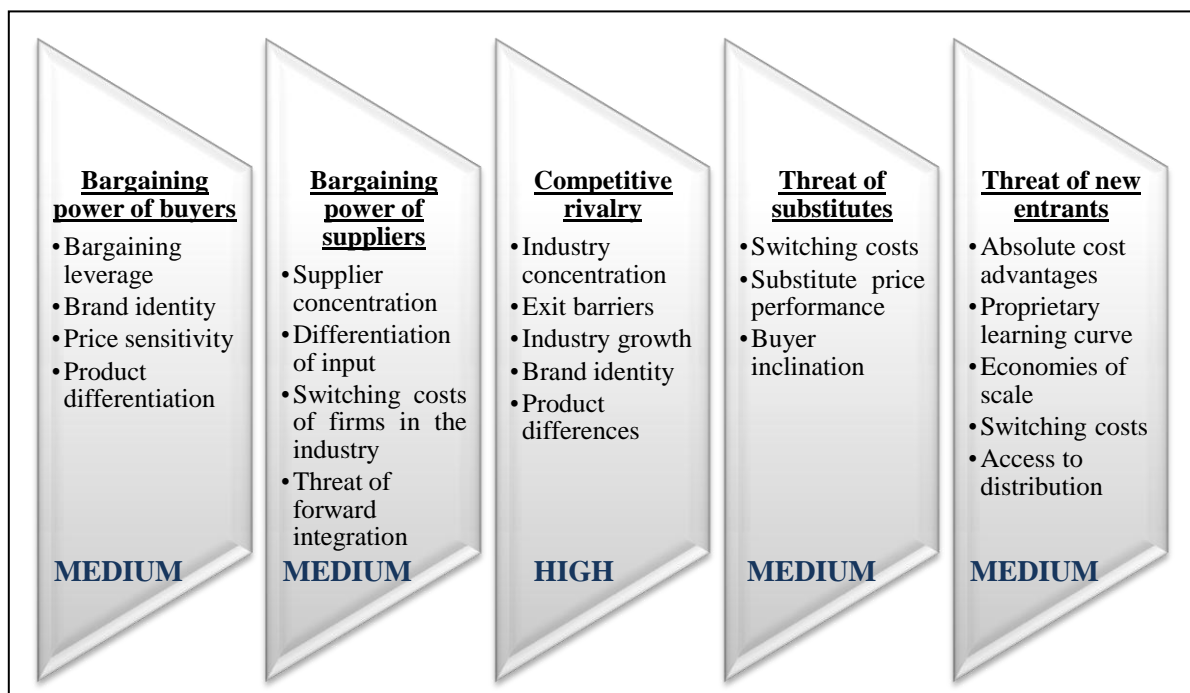 Bargaining
power of buyers
•Bargaining
leverage
•Brand identity
•Price sensitivity
•Product
differentiation
MEDIUM
Bargaining
power of
suppliers
•Supplier
concentration
•Differentiation
of input
•Switching costs
of firms in the
industry
•Threat of
forward
integration
MEDIUM
Competitive
rivalry
•Industry
concentration
•Exit barriers
•Industry growth
•Brand identity
•Product
differences
HIGH
Threat of
substitutes
•Switching costs
•Substitute price
performance
•Buyer
inclination
MEDIUM
Threat of new
entrants
•Absolute cost
advantages
•Proprietary
learning curve
•Economies of
scale
•Switching costs
•Access to
distribution
MEDIUM